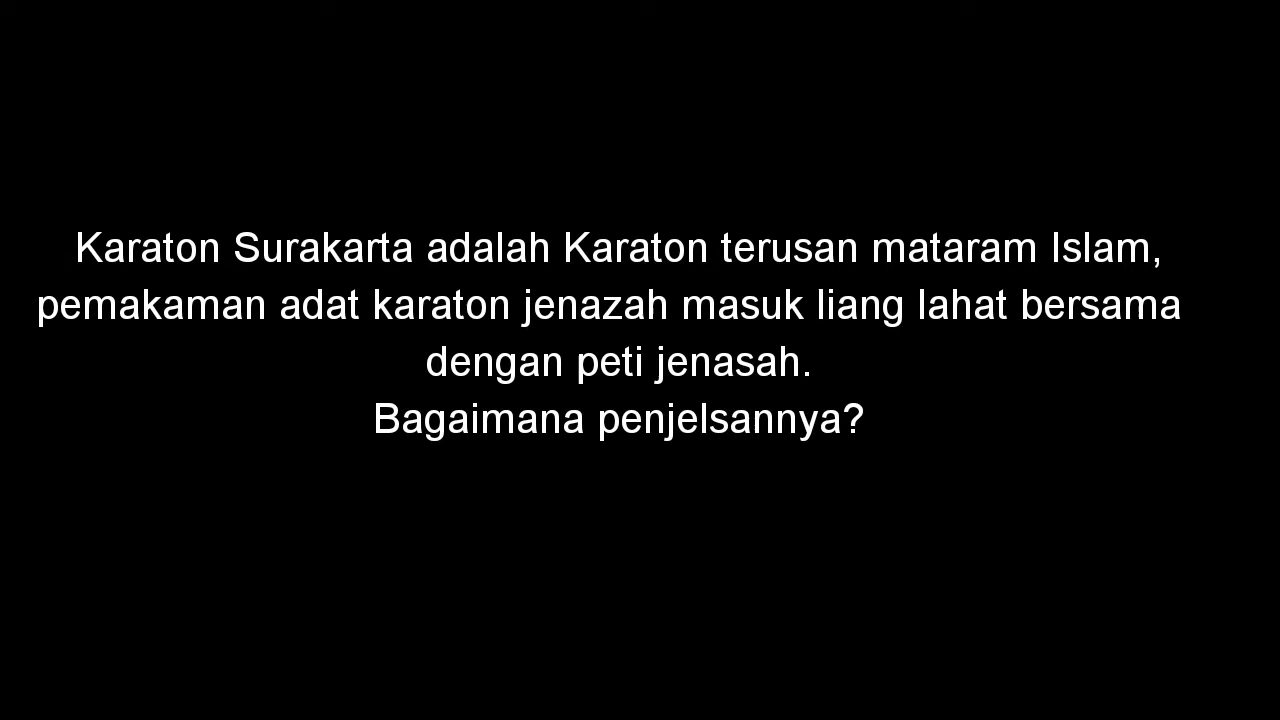 Karaton Surakarta adalah Karaton terusan mataram Islam,
pemakaman adat karaton jenazah masuk liang lahat bersama
dengan peti jenasah.
Bagaimana penjelsannya?